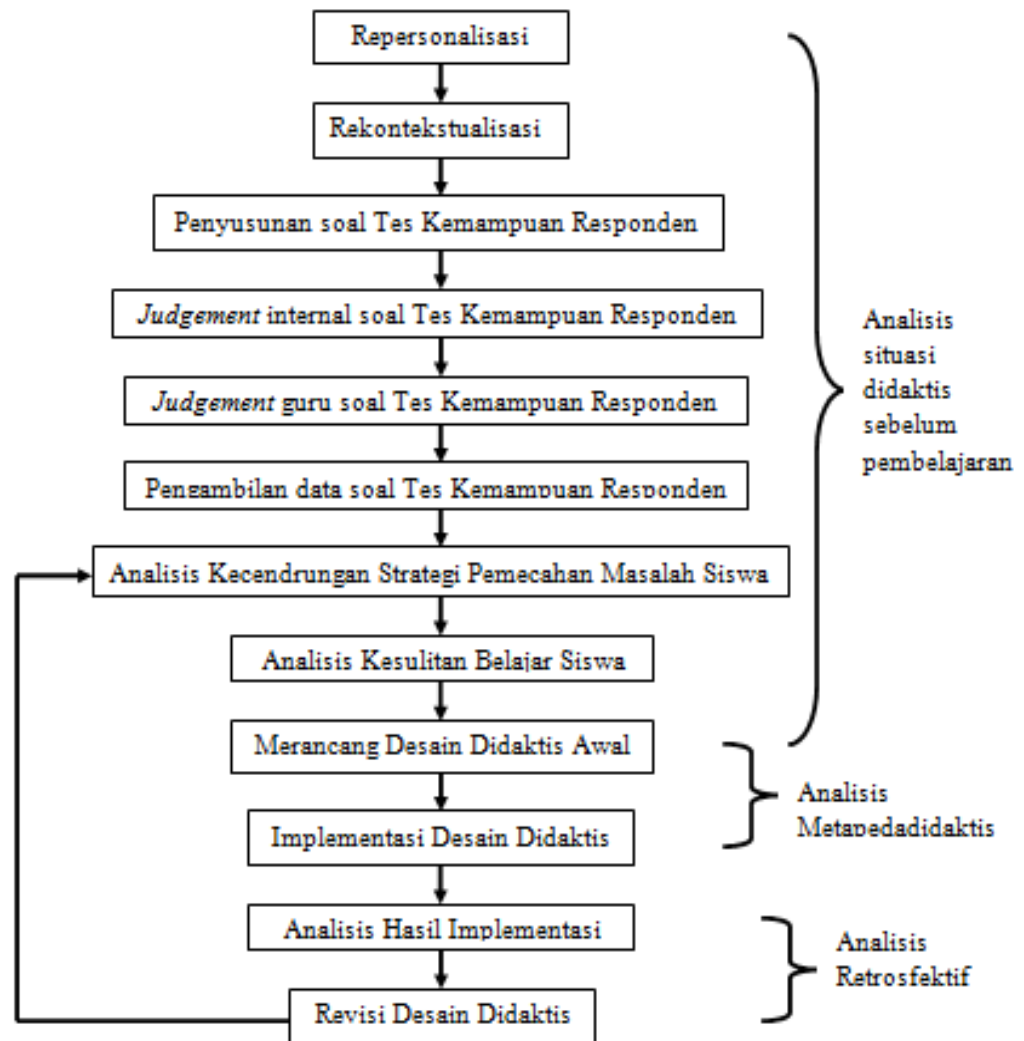 Repersonalisasi
Rekontekstualisasi
Penyusunan soal Tes Kemampuan Responden
Judgement internal soal Tes Kemampuan Responden
Judgement guru soal Tes Kemampuan Responden
Pengambilan data soal Tes Kemampuan Responden
Analisis Kecendrungan Strategi Pemecahan Masalah Siswa
Analisis Kesulitan Belajar Siswa
Merancang Desain Didaktis Awal
Implementasi Desain Didaktis
Analisis Hasil Implementasi
Revisi Desain Didaktis
Analisis
situasi
didaktis
sebelum
pembelajaran
Analisis
Metapedadidaktis
Analisis
Retrosfektif